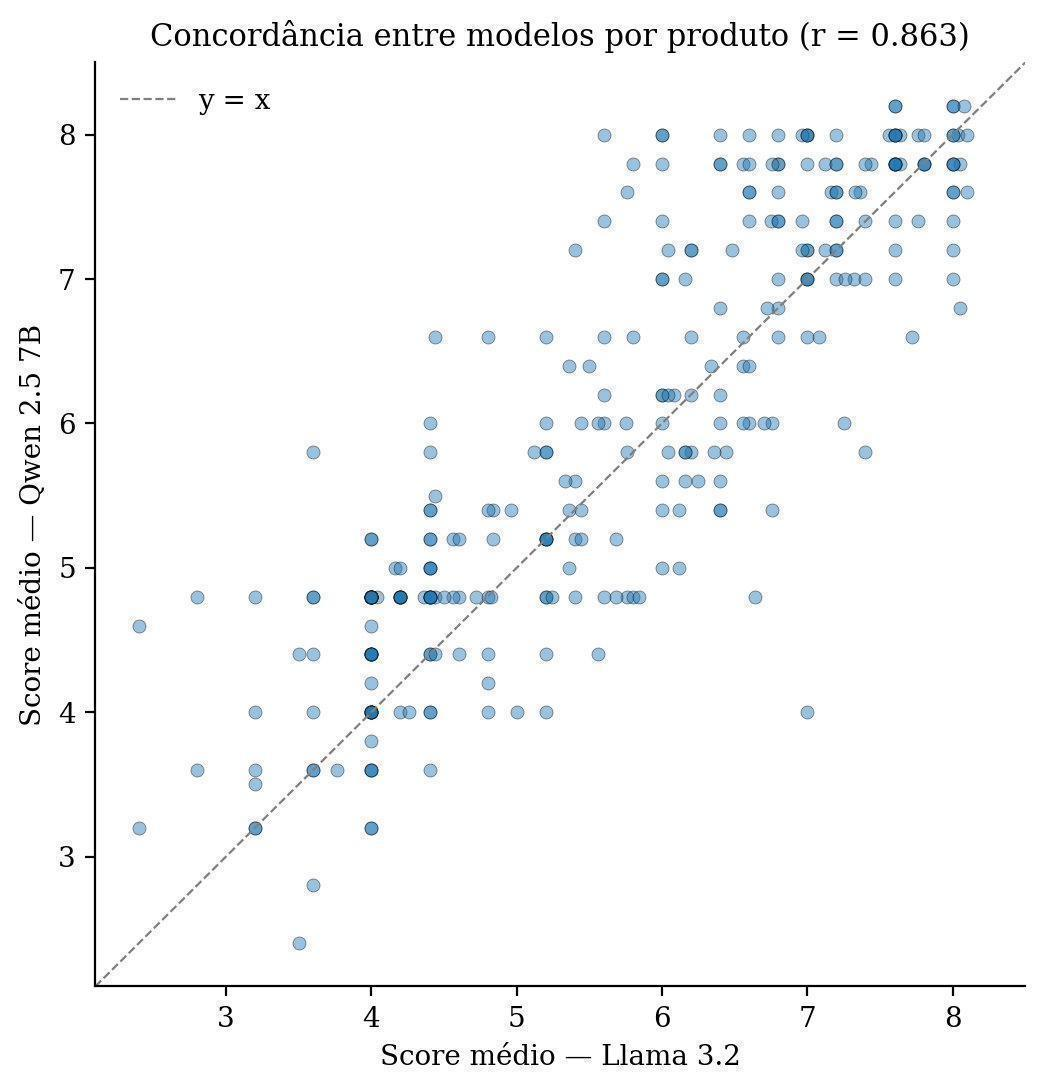 Concordância entre modelos por produto (r = 0.863)
y = x
8
7
6
5
4
3
Score médio — Qwen 2.5 7B
3 4 5 6 7 8
Score médio — Llama 3.2